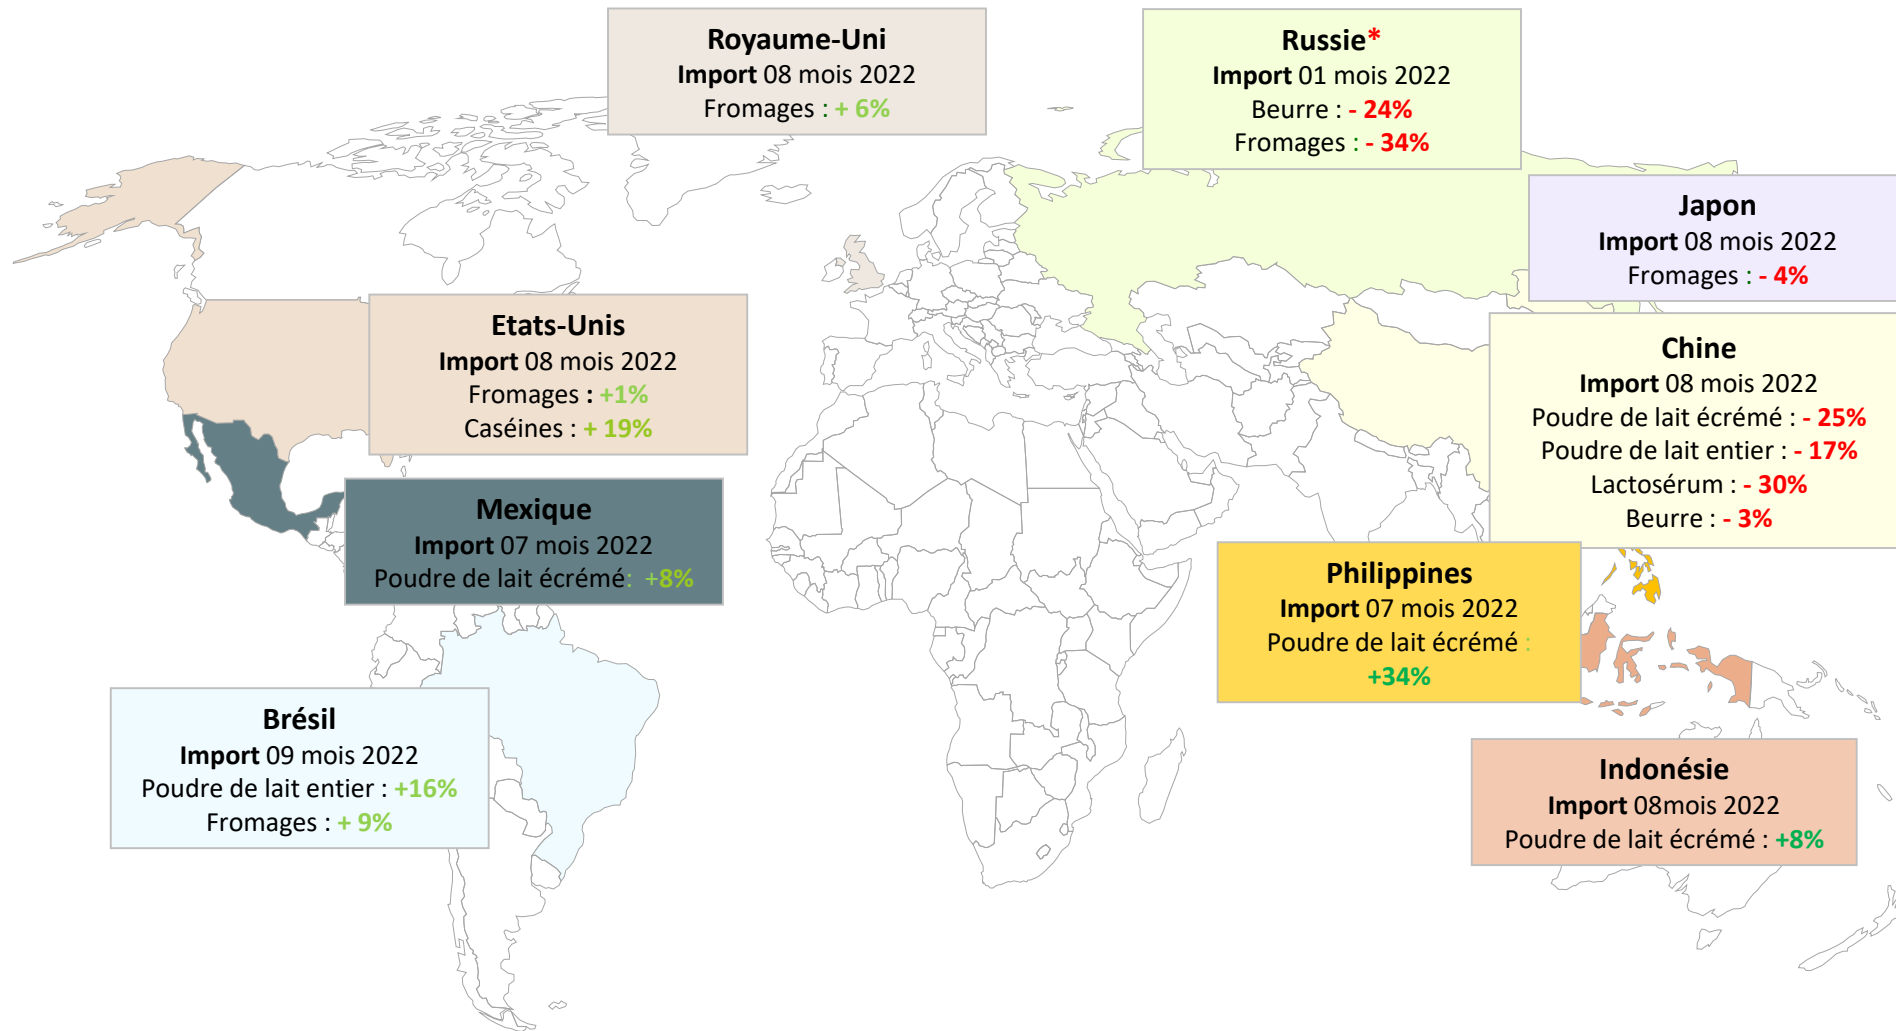 Royaume-Uni
Import 08 mois 2022
Fromages : + 6%
Russie*
Import 01 mois 2022
Beurre : - 24%
Fromages : - 34%
Japon
Import 08 mois 2022
Fromages : - 4%
Etats-Unis
Import 08 mois 2022
Fromages : +1%
Caséines : + 19%
Chine
Import 08 mois 2022
Poudre de lait écrémé : - 25%
Poudre de lait entier : - 17%
Lactosérum : - 30%
Beurre : - 3%
Mexique
Import 07 mois 2022
Poudre de lait écrémé: +8%
Philippines
Import 07 mois 2022
Poudre de lait écrémé :
+34%
Brésil
Import 09 mois 2022
Poudre de lait entier : +16%
Fromages : + 9%
Indonésie
Import 08mois 2022
Poudre de lait écrémé : +8%